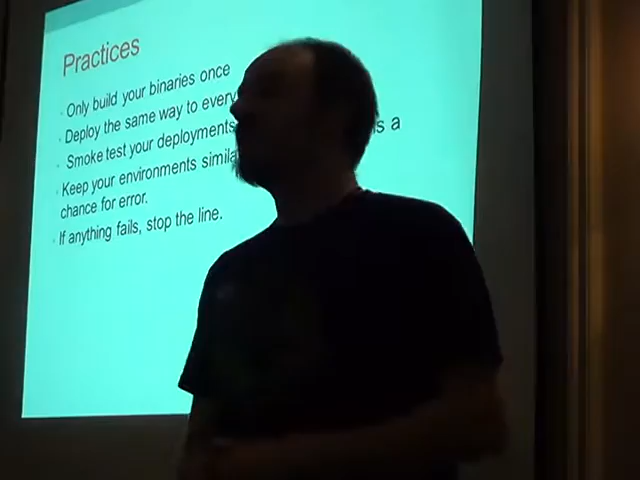 Practices
Only build your binaries once
Deploy the same way to every
Smoke test your deployments
Keep your environments s a
chance for error.
If anything fails, stop the line.